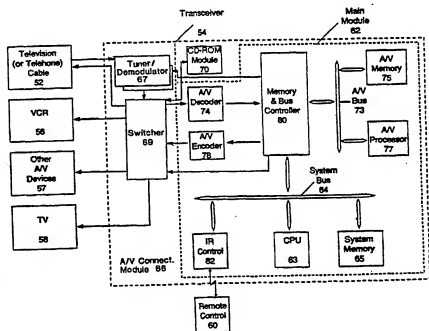 Transceiver
54
Main
Module
62
Television
(or Telehone)
Cable
52
Tuner/
Demodulator
67
CD-ROM
Module
70
A/V Memory
75
A/V
Bus
73
VCR
56
Switcher
69
A/V
Decoder
74
Memory
& Bus
Controller
80
A/V
Encoder
78
A/V
Processor
77
Other
A/V
Devices
57
TV
58
System
Bus
64
A/V Connect.
Module 66
IR
Control
82
CPU
63
System
Memory
65
Remote
Control
60